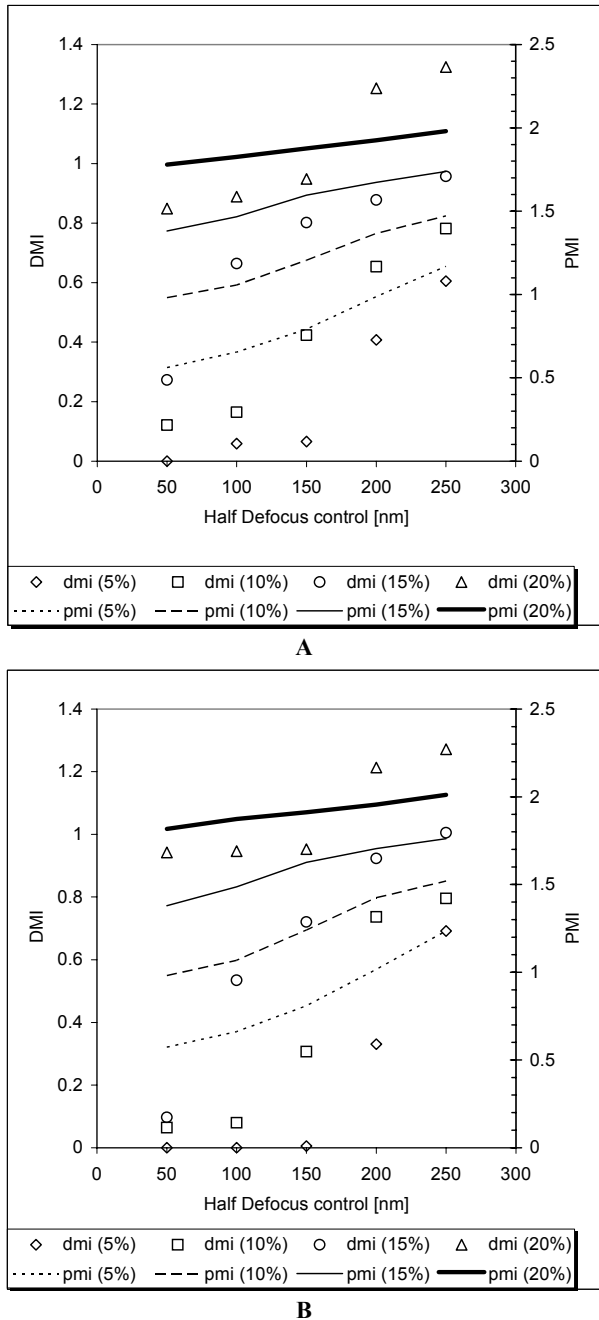 1.4
1.2
1
0.8
0.6
0.4
0.2
0
DMI
2.5
2
1.5
1
0.5
0
PMI
0 50 100 150 200 250 300
Half Defocus control [nm]
dmi (5%) dmi (10%) dmi (15%) dmi (20%)
pmi (5%) pmi (10%) pmi (15%) pmi (20%)
A
1.4
1.2
1
0.8
0.6
0.4
0.2
0
DMI
2.5
2
1.5
1
0.5
0
PMI
0 50 100 150 200 250 300
Half Defocus control [nm]
dmi (5%) dmi (10%) dmi (15%) dmi (20%)
pmi (5%) pmi (10%) pmi (15%) pmi (20%)
B